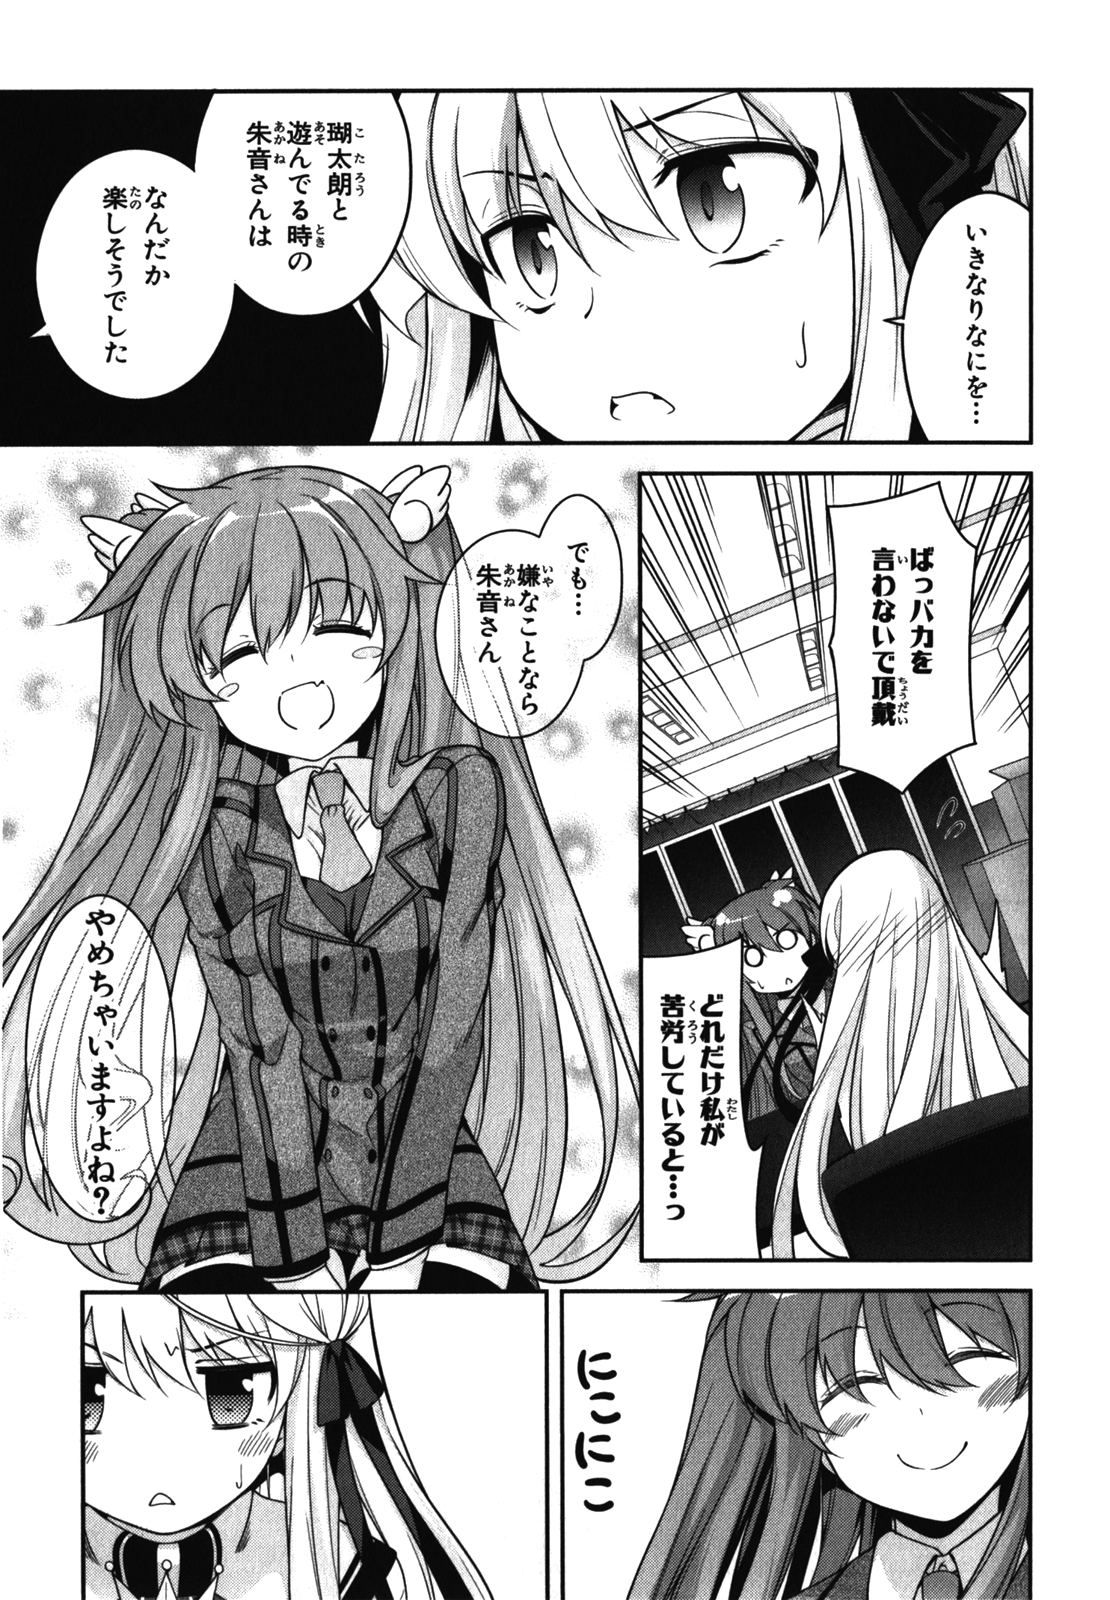 いきなりなにを…
瑚太朗と
遊んでる時の
朱音さんは
なんだか
楽しそうでした
ばっバカを
言わないで頂戴
どれだけ私が
苦労していると…っ
でも…
嫌なことなら
朱音さん
やめちゃいますよね?
にこにこ